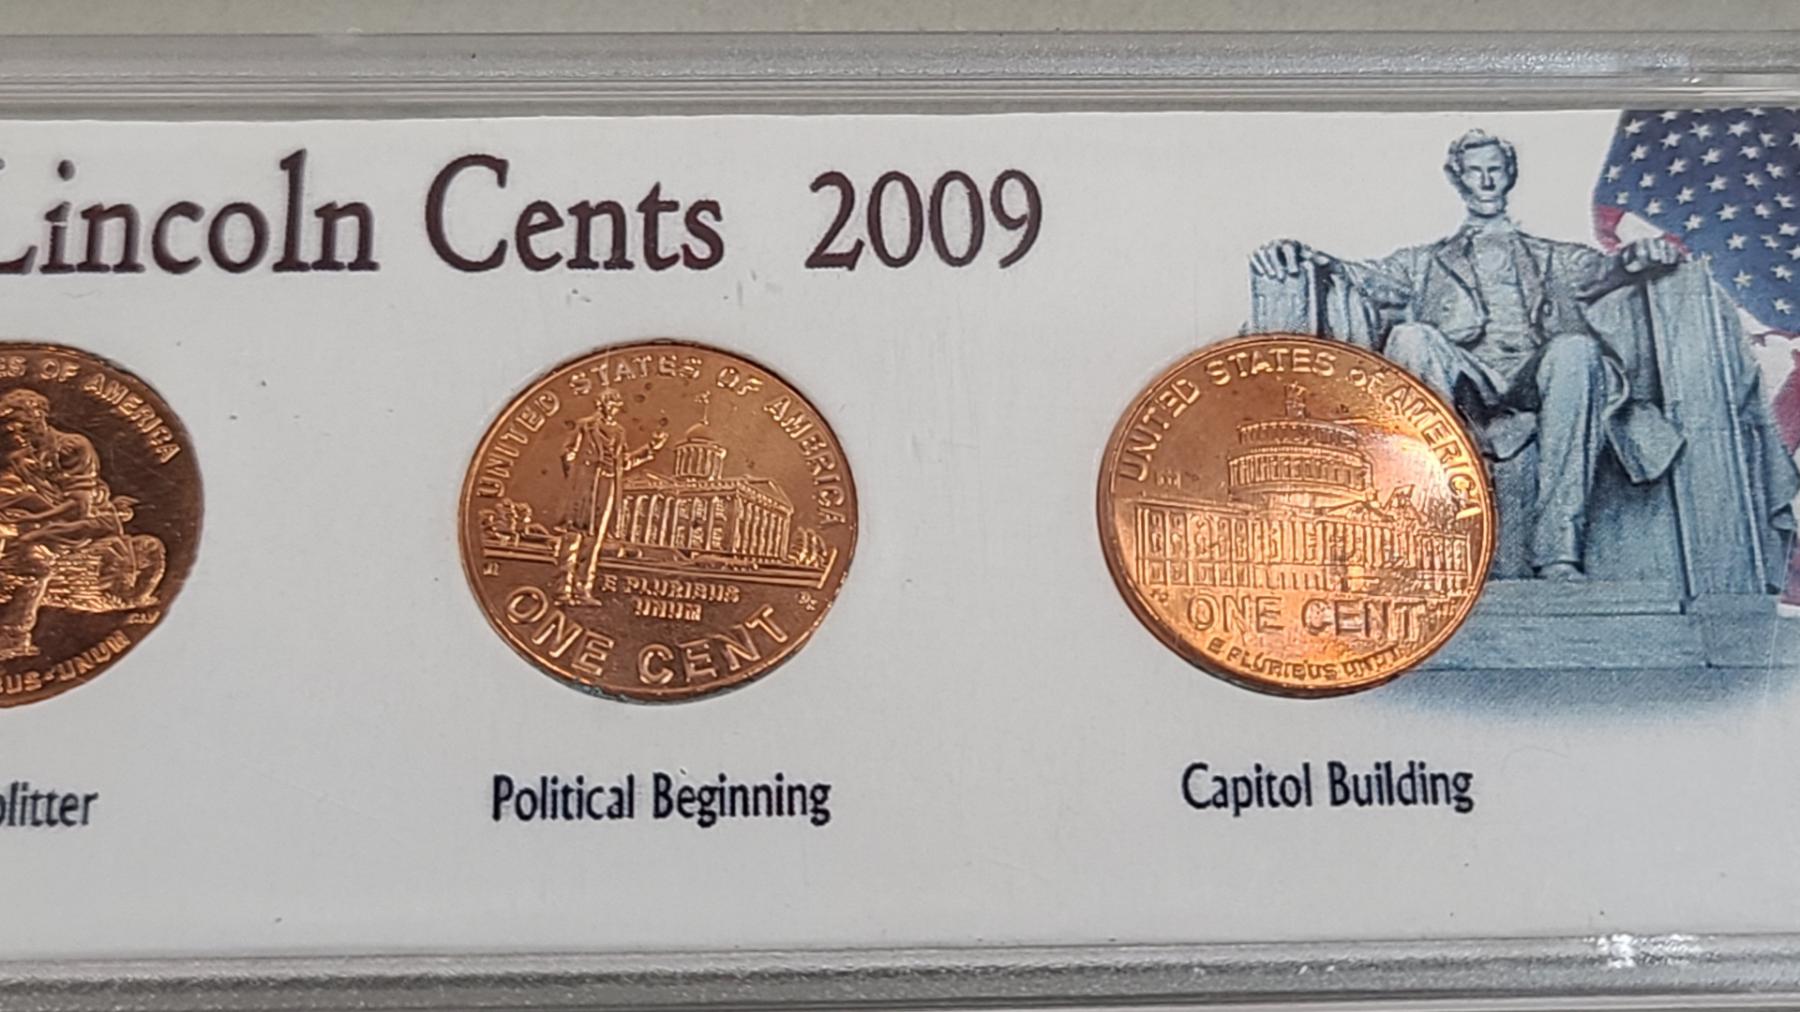 Lincoln Cents 2009
OF AMERICA
UNUM
UNITED STATES OF AMERICA
E PLURIBUS
UNUM
ONE CENT
UNITED STATES OF AMERICA
ONE CENT
E PLURIBUS UNUM
Political Beginning
Capitol Building